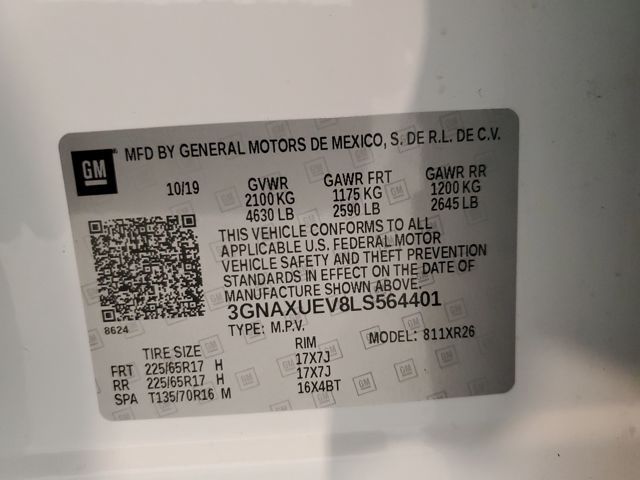 GM MFD BY GENERAL MOTORS DE MEXICO, S. DE R.L. DE C.V.
10/19 GVWR GAWR FRT GAWR RR
2100 KG 1175 KG 1200 KG
4630 LB 2590 LB 2645 LB
THIS VEHICLE CONFORMS TO ALL
APPLICABLE U.S. FEDERAL MOTOR
VEHICLE SAFETY AND THEFT PREVENTION
STANDARDS IN EFFECT ON THE DATE OF
MANUFACTURE SHOWN ABOVE.
3GNAXUEV8LS564401
8624
TYPE: M.P.V. MODEL: 811XR26
TIRE SIZE RIM
FRT 225/65R17 H 17X7J
RR 225/65R17 H 17X7J
SPA T135/70R16 M 16X4BT